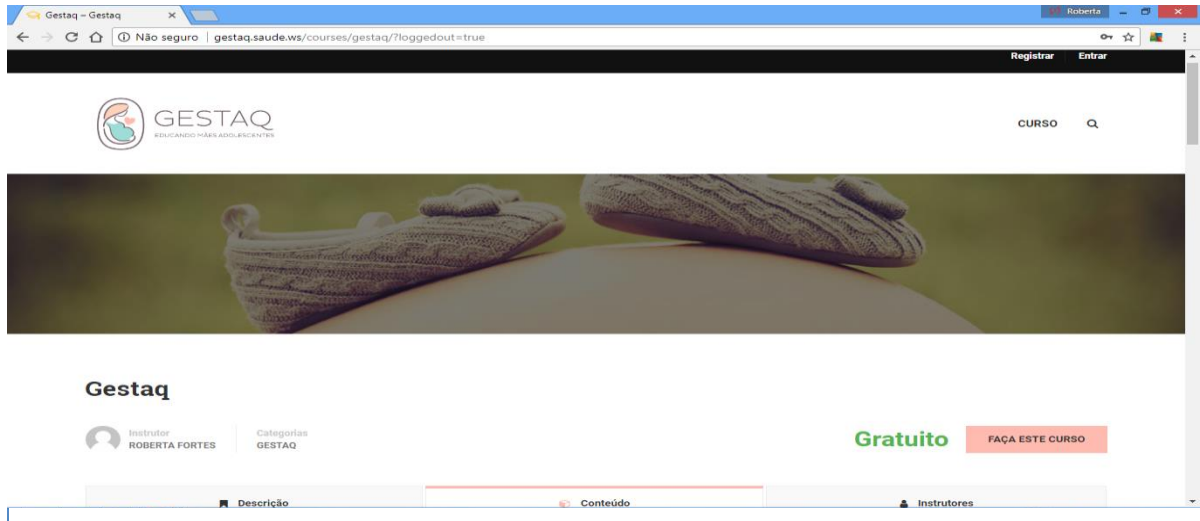 Gestaq – Gestaq
Roberta
Não seguro | gestaq.saude.ws/courses/gestaq/?loggedout=true
Registrar Entrar
GESTAQ
EDUCANDO MÃES ADOLESCENTES
CURSO
Gestaq
Instrutor
ROBERTA FORTES
Categorias
GESTAQ
Gratuito
FAÇA ESTE CURSO
Descrição
Conteúdo
Instrutores